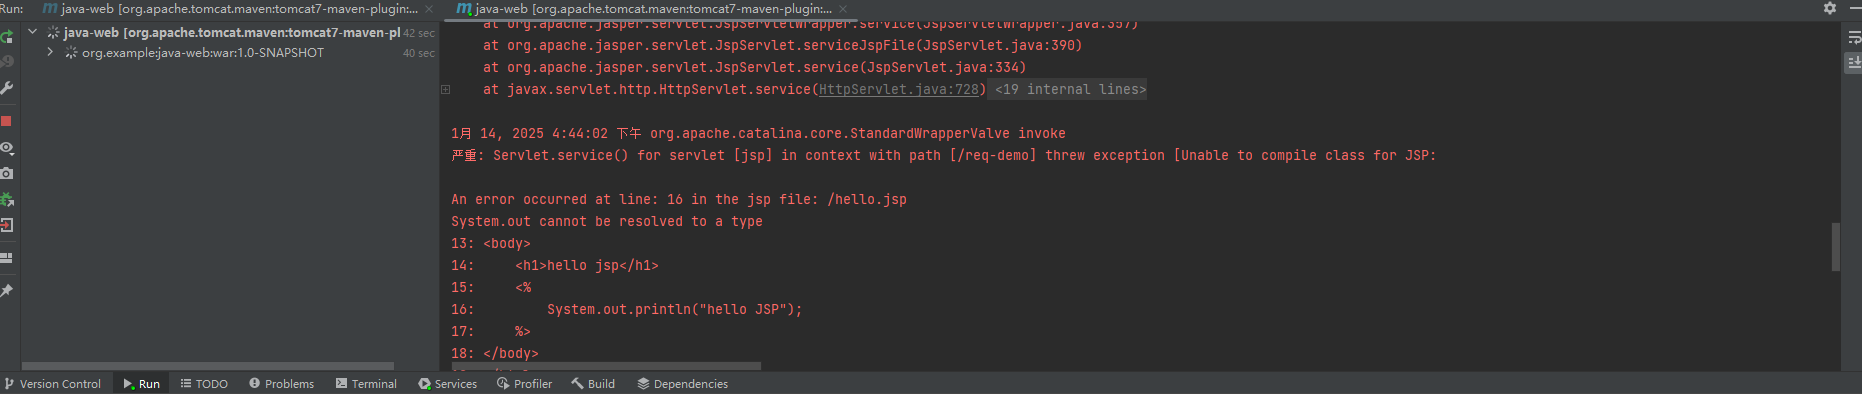 Run:
java-web [org.apache.tomcat.maven:tomcat7-maven-plugin:...
java-web [org.apache.tomcat.maven:tomcat7-maven-plugin:...
java-web [org.apache.tomcat.maven:tomcat7-maven-pl 42 sec
org.example:java-web:war:1.0-SNAPSHOT 40 sec
at org.apache.jasper.servlet.JspServletWrapper.service(JspServletWrapper.java:357)
at org.apache.jasper.servlet.JspServlet.serviceJspFile(JspServlet.java:390)
at org.apache.jasper.servlet.JspServlet.service(JspServlet.java:334)
at javax.servlet.http.HttpServlet.service(HttpServlet.java:728) <19 internal lines>
1月 14, 2025 4:44:02 下午 org.apache.catalina.core.StandardWrapperValve invoke
严重: Servlet.service() for servlet [jsp] in context with path [/req-demo] threw exception [Unable to compile class for JSP:
An error occurred at line: 16 in the jsp file: /hello.jsp
System.out cannot be resolved to a type
13: <body>
14:     <h1>hello jsp</h1>
15:     <%
16:         System.out.println("hello JSP");
17:     %>
18: </body>
Version Control
Run
TODO
Problems
Terminal
Services
Profiler
Build
Dependencies